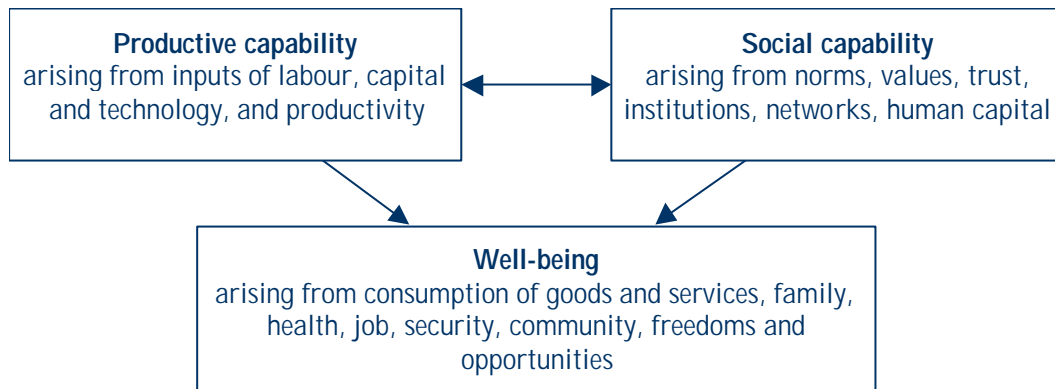 Productive capability
arising from inputs of labour, capital
and technology, and productivity
Social capability
arising from norms, values, trust,
institutions, networks, human capital
Well-being
arising from consumption of goods and services, family,
health, job, security, community, freedoms and
opportunities